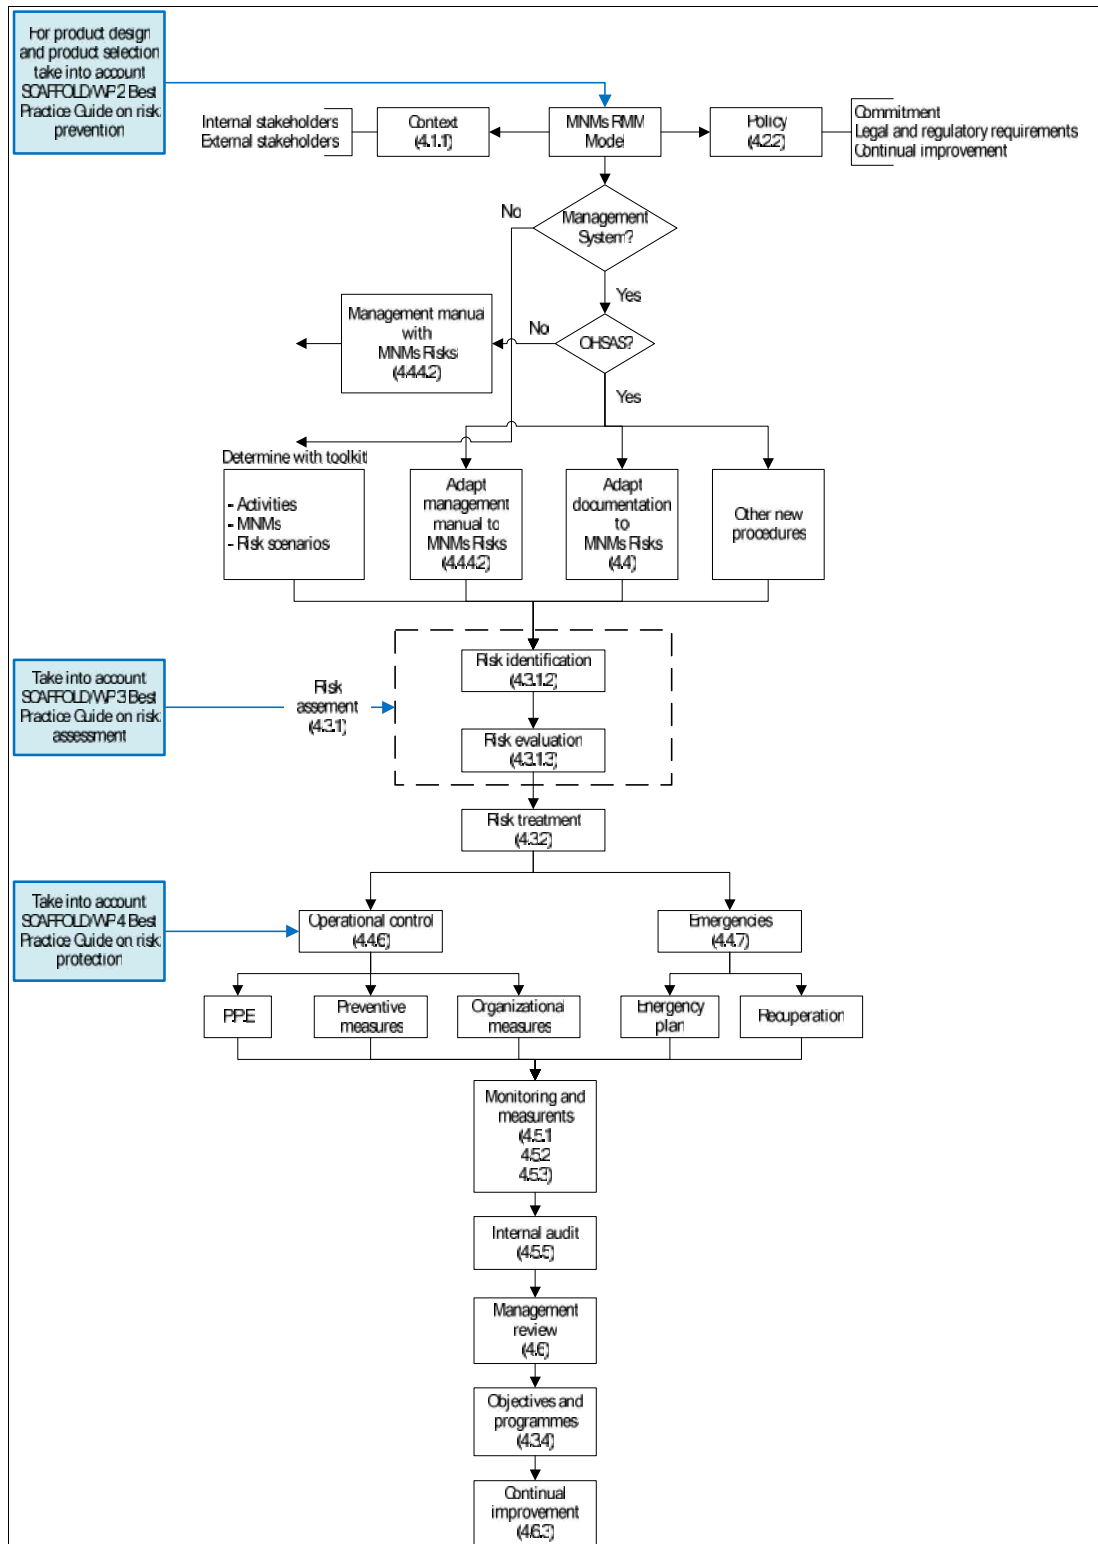 For product design
and product selection
take into account
SCAFFOLD/WP2 Best
Practice Guide on risk
prevention
Internal stakeholders
External stakeholders
Context
(4.1.1)
MNMs RMM
Model
Policy
(4.2.2)
Commitment
Legal and regulatory requirements
Continual improvement
No
Management
System?
Yes
Management manual
with
MNMs Risks
(4.4.4.2)
No
OHSAS?
Yes
Determine with toolkit
- Activities
- MNMs
- Risk scenarios
Adapt
management
manual to
MNMs Risks
(4.4.4.2)
Adapt
documentation
to
MNMs Risks
(4.4)
Other new
procedures
Take into account
SCAFFOLD/WP3 Best
Practice Guide on risk
assessment
Risk
assement
(4.3.1)
Risk identification
(4.3.1.2)
Risk evaluation
(4.3.1.3)
Risk treatment
(4.3.2)
Take into account
SCAFFOLD/WP4 Best
Practice Guide on risk
protection
Operational control
(4.4.6)
Emergencies
(4.4.7)
PPE
Preventive
measures
Organizational
measures
Energency
plan
Recuperation
Monitoring and
measurents
(4.5.1
4.5.2
4.5.3)
Internal audit
(4.5.5)
Management
review
(4.6)
Objectives and
programmes
(4.3.4)
Continual
improvement
(4.6.3)